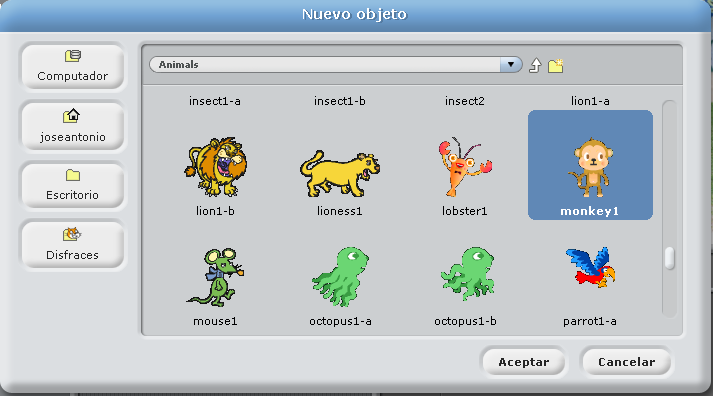 Nuevo objeto
Computador
joseantonio
Escritorio
Disfraces
Animals
insect1-a insect1-b insect2 lion1-a
lion1-b lioness1 lobster1 monkey1
mouse1 octopus1-a octopus1-b parrot1-a
Aceptar Cancelar